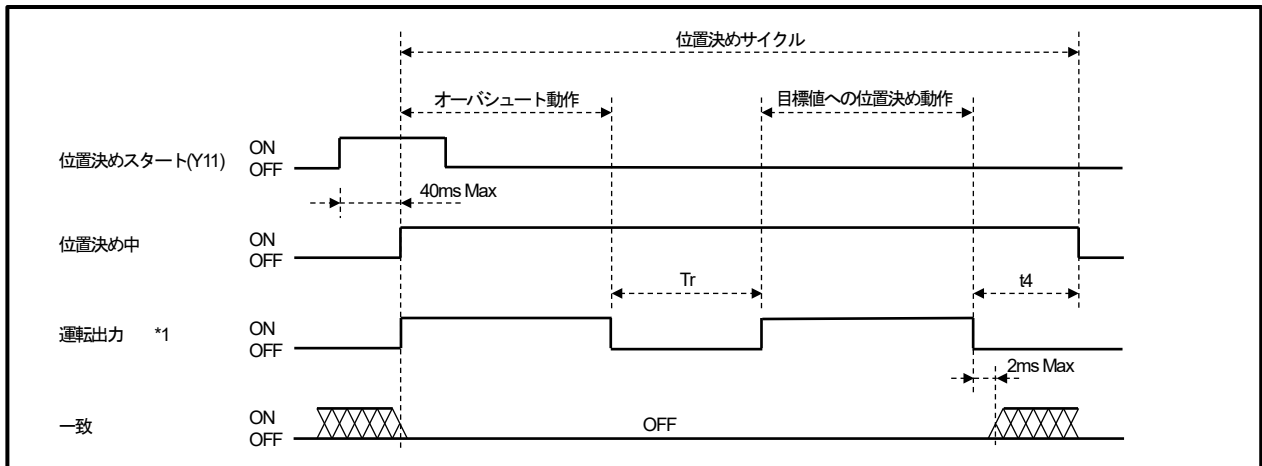 位置決めサイクル
オーバシュート動作
目標値への位置決め動作
位置決めスタート(Y11)
ON
OFF
40ms Max
位置決め中
ON
OFF
Tr
t4
運転出力 *1
ON
OFF
2ms Max
一致
ON
OFF
OFF